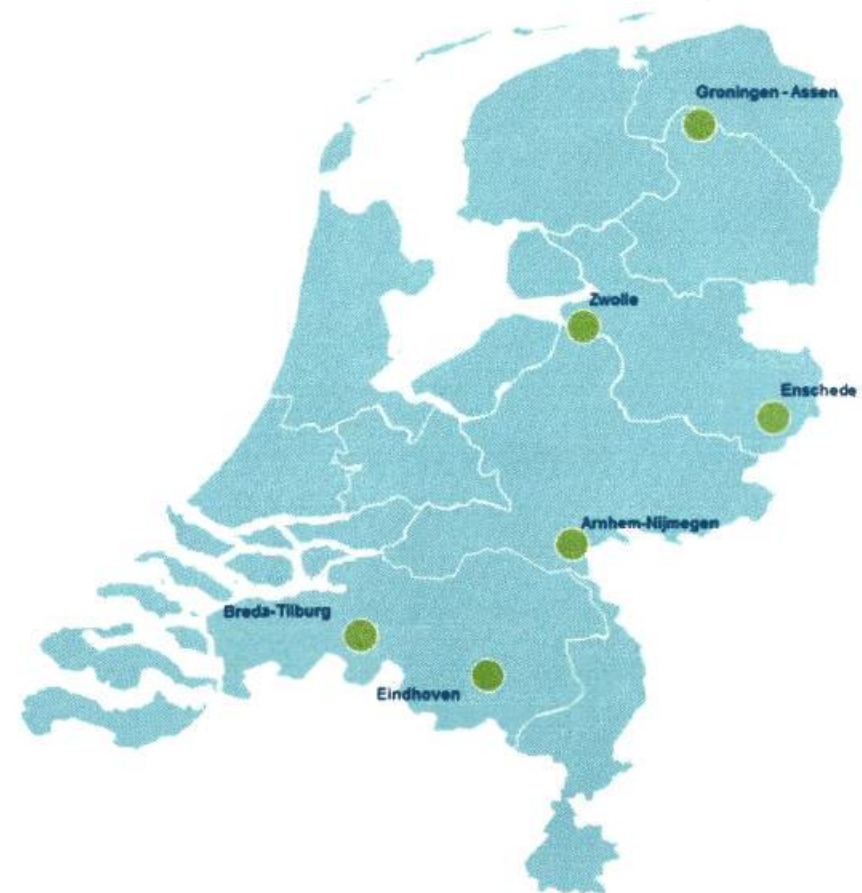 Groningen - Assen
Zwolle
Enschede
Arnhem-Nijmegen
Breda-Tilburg
Eindhoven